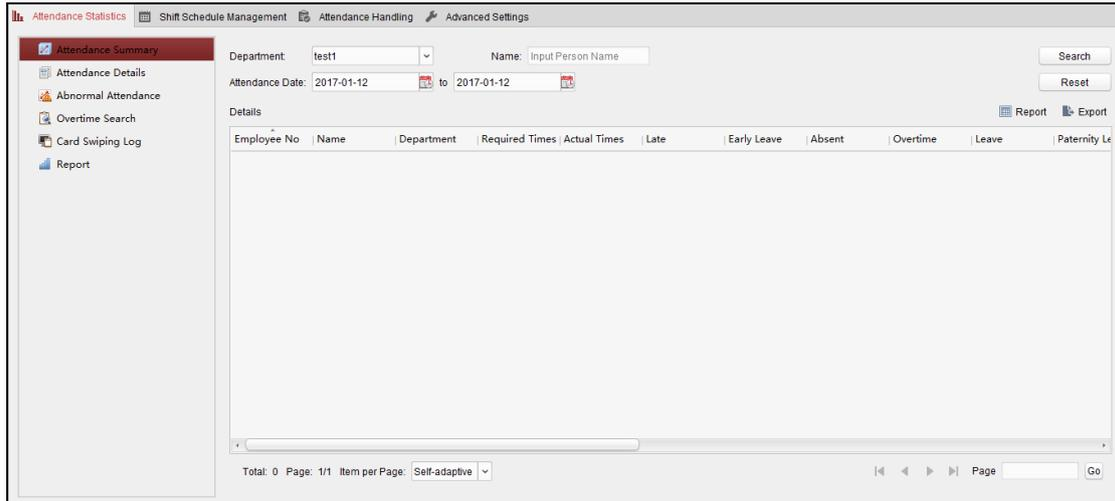 Attendance Statistics Shift Schedule Management Attendance Handling Advanced Settings
Attendance Summary
Attendance Details
Abnormal Attendance
Overtime Search
Card Swiping Log
Report
Department: test1 Name: Input Person Name Search
Attendance Date: 2017-01-12 to 2017-01-12 Reset
Details Report Export
Employee No Name Department Required Times Actual Times Late Early Leave Absent Overtime Leave Paternity Le
Total: 0 Page: 1/1 Item per Page: Self-adaptive Page Go